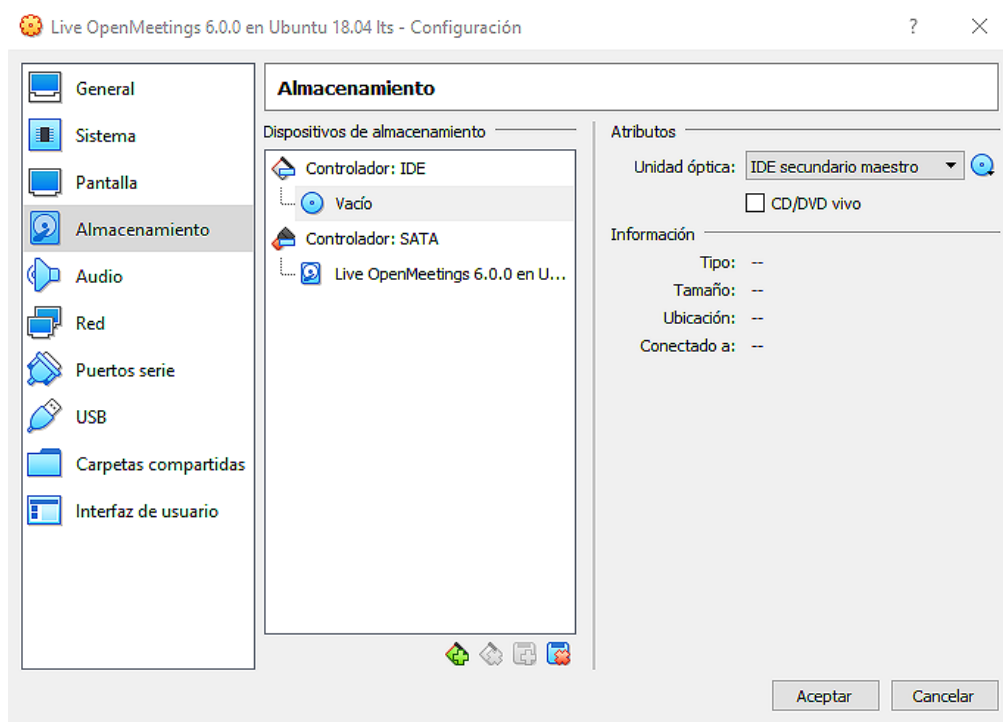 Live OpenMeetings 6.0.0 en Ubuntu 18.04 lts - Configuración
?
General
Sistema
Pantalla
Almacenamiento
Audio
Red
Puertos serie
USB
Carpetas compartidas
Interfaz de usuario
Almacenamiento
Dispositivos de almacenamiento
Controlador: IDE
Vacío
Controlador: SATA
Live OpenMeetings 6.0.0 en U...
Atributos
Unidad óptica: IDE secundario maestro
CD/DVD vivo
Información
Tipo: --
Tamaño: --
Ubicación: --
Conectado a: --
Aceptar Cancelar